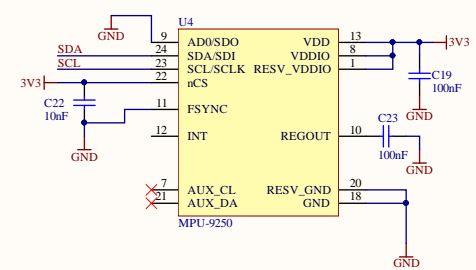 U4
GND
9 AD0/SDO VDD 13 3V3
SDA 24 SDA/SDI VDDIO 8
SCL 23 SCL/SCLK RESV_VDDIO 1
3V3 22 nCS
C19
100nF
C22
10nF
11 FSYNC
GND
12 INT REGOUT 10
C23
100nF
GND
GND
7 AUX_CL RESV_GND 20
21 AUX_DA GND 18
MPU-9250
GND